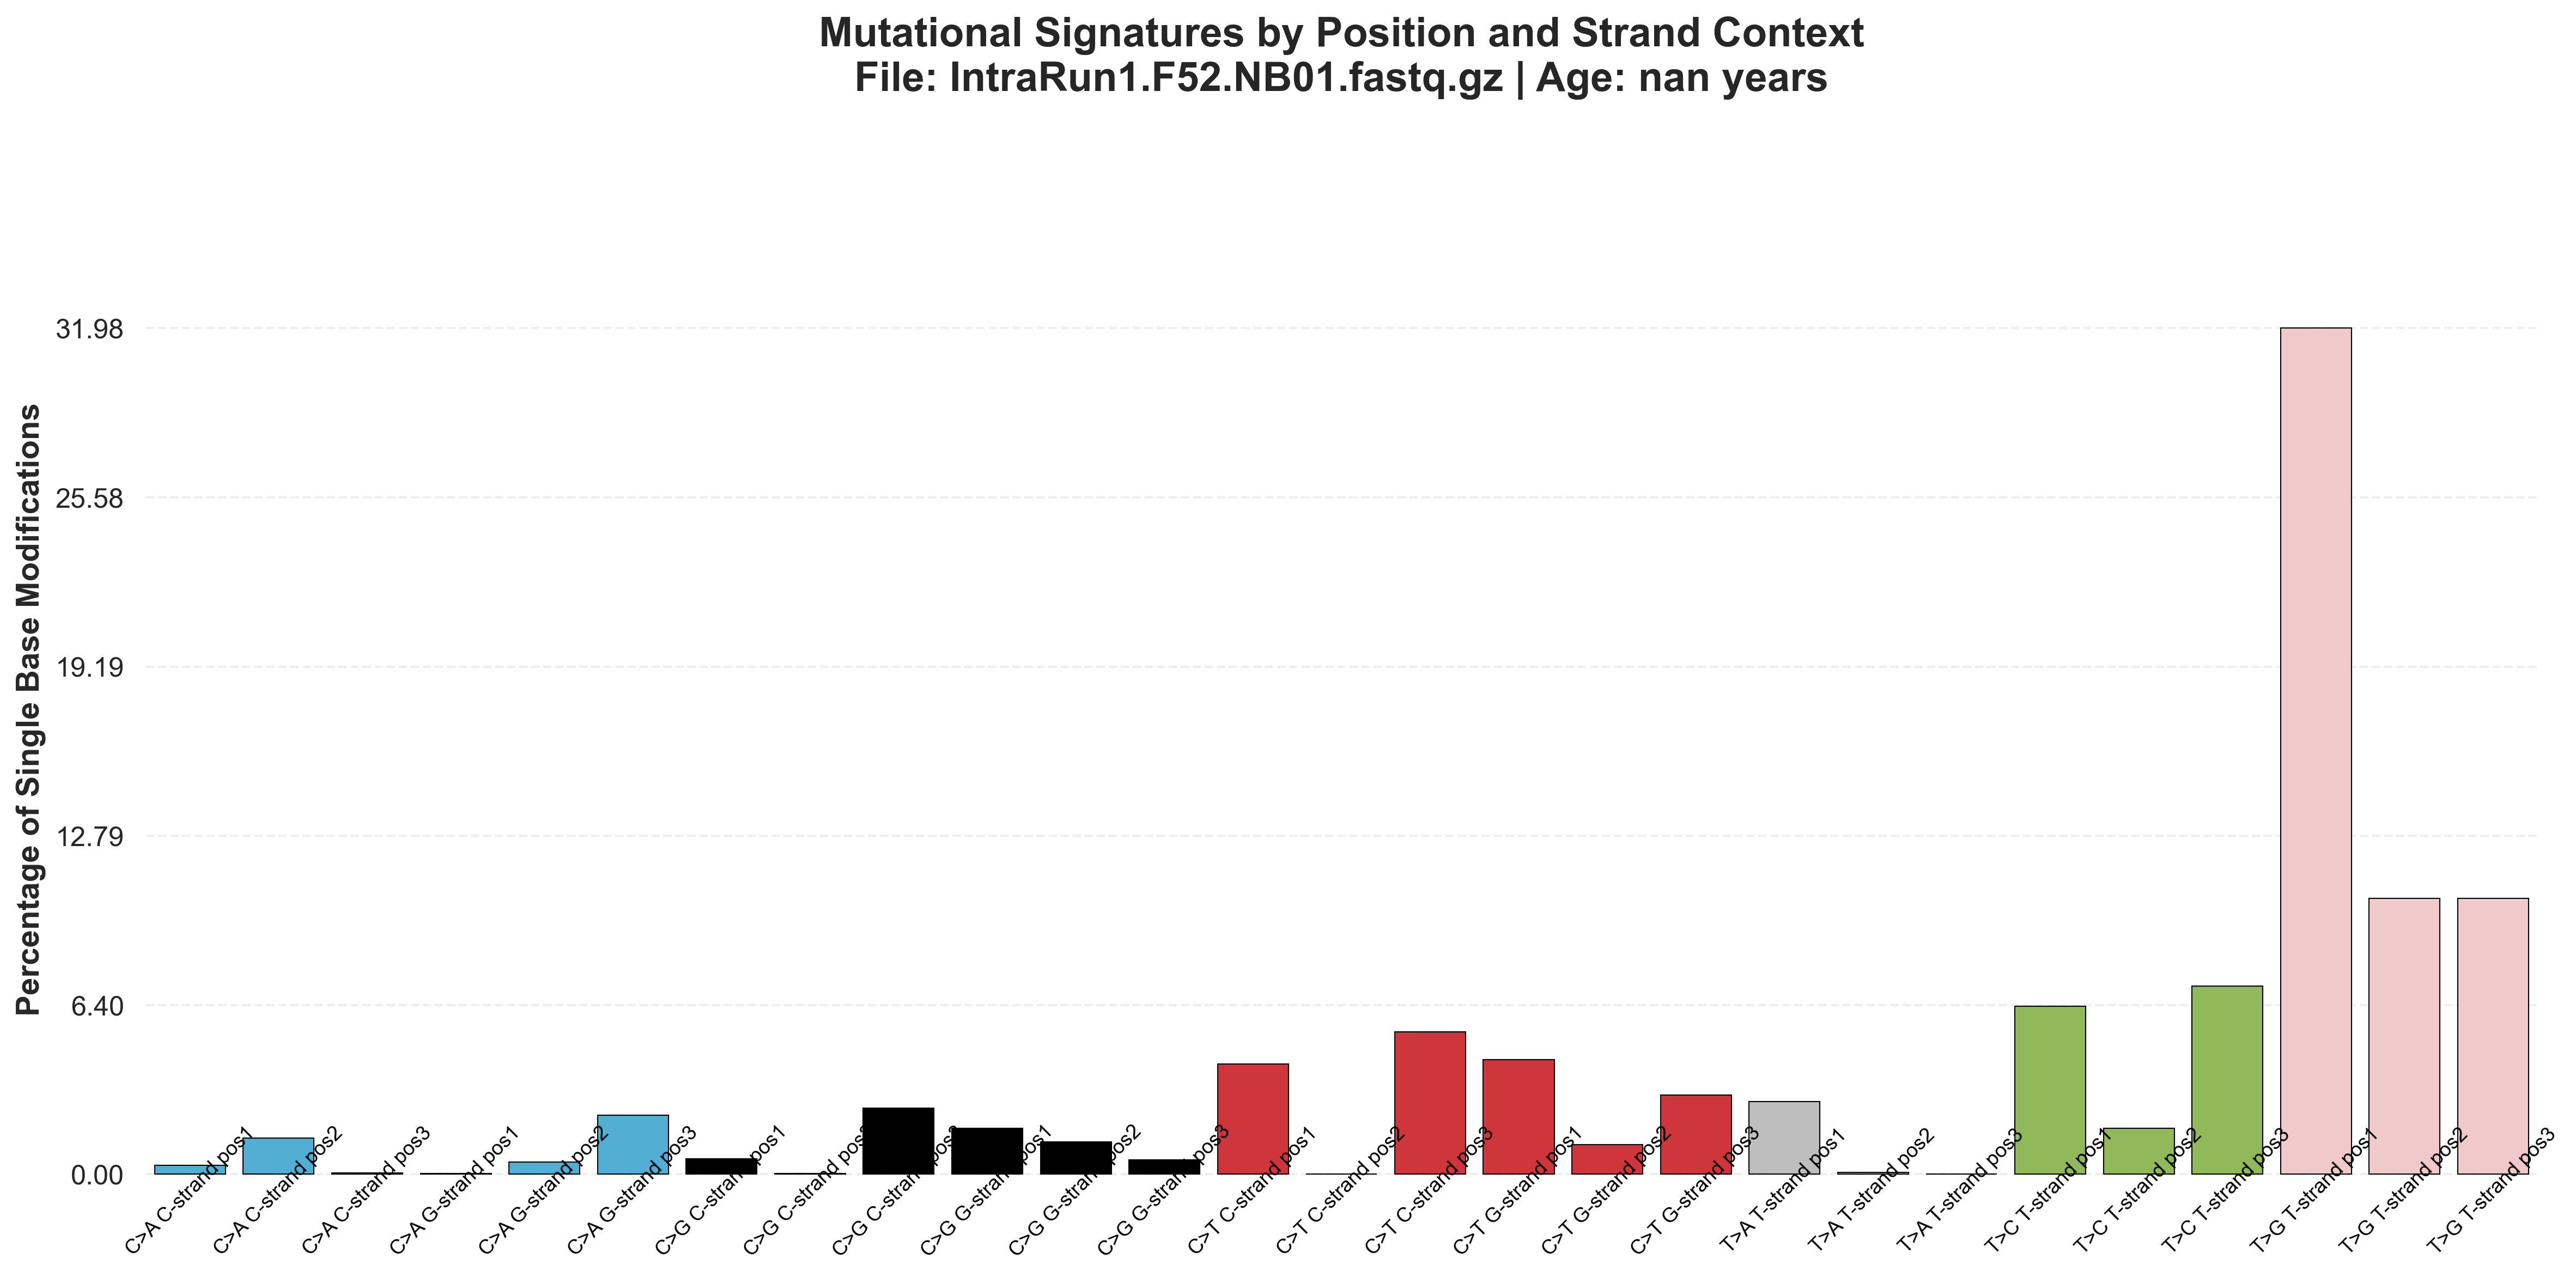 Mutational Signatures by Position and Strand Context
File: IntraRun1.F52.NB01.fastq.gz | Age: nan years
Percentage of Single Base Modifications
31.98
25.58
19.19
12.79
6.40
0.00
C>A C-strand pos1
C>A C-strand pos2
C>A C-strand pos3
C>A G-strand pos1
C>A G-strand pos2
C>A G-strand pos3
C>G C-strand pos1
C>G C-strand pos2
C>G C-strand pos3
C>G G-strand pos1
C>G G-strand pos2
C>G G-strand pos3
C>T C-strand pos1
C>T C-strand pos2
C>T C-strand pos3
C>T G-strand pos1
C>T G-strand pos2
C>T G-strand pos3
T>A T-strand pos1
T>A T-strand pos2
T>A T-strand pos3
T>C T-strand pos1
T>C T-strand pos2
T>C T-strand pos3
T>G T-strand pos1
T>G T-strand pos2
T>G T-strand pos3